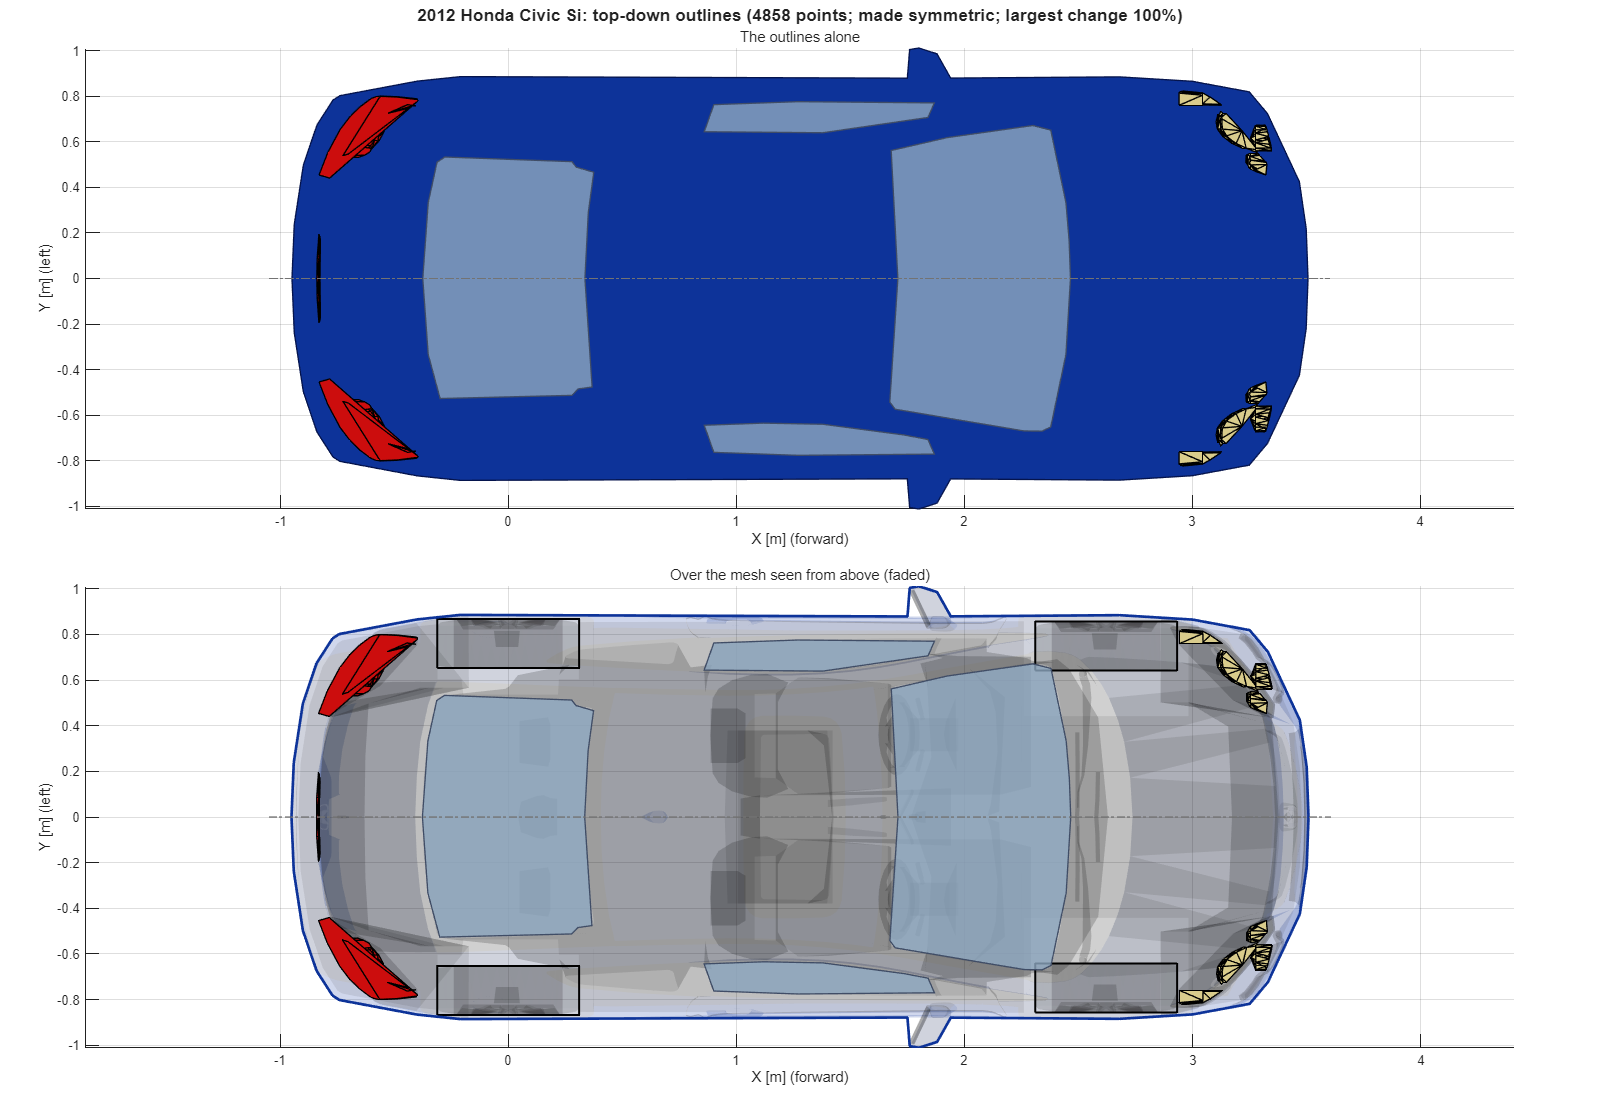 2012 Honda Civic Si: top-down outlines (4858 points; made symmetric; largest change 100%)
The outlines alone
1
0.8
0.6
0.4
0.2
0
-0.2
-0.4
-0.6
-0.8
-1
Y [m] (left)
-1 0 1 2 3 4
X [m] (forward)
Over the mesh seen from above (faded)
1
0.8
0.6
0.4
0.2
0
-0.2
-0.4
-0.6
-0.8
-1
Y [m] (left)
-1 0 1 2 3 4
X [m] (forward)